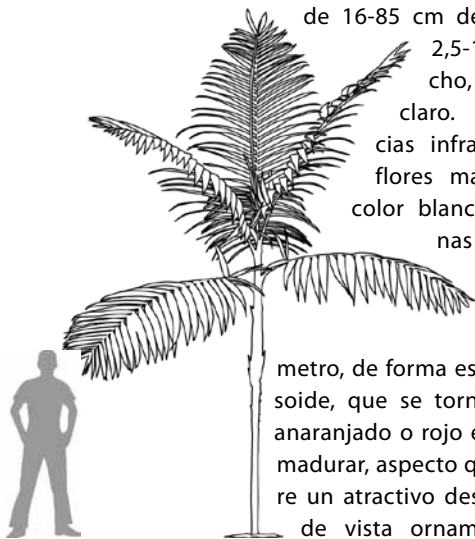 de 16-85 cm de
2,5-1
cho,
claro.
cias infra
flores ma
color blanc
nas
metro, de forma es
soide, que se torn
anaranjado o rojo e
madurar, aspecto q
re un atractivo des
de vista ornam